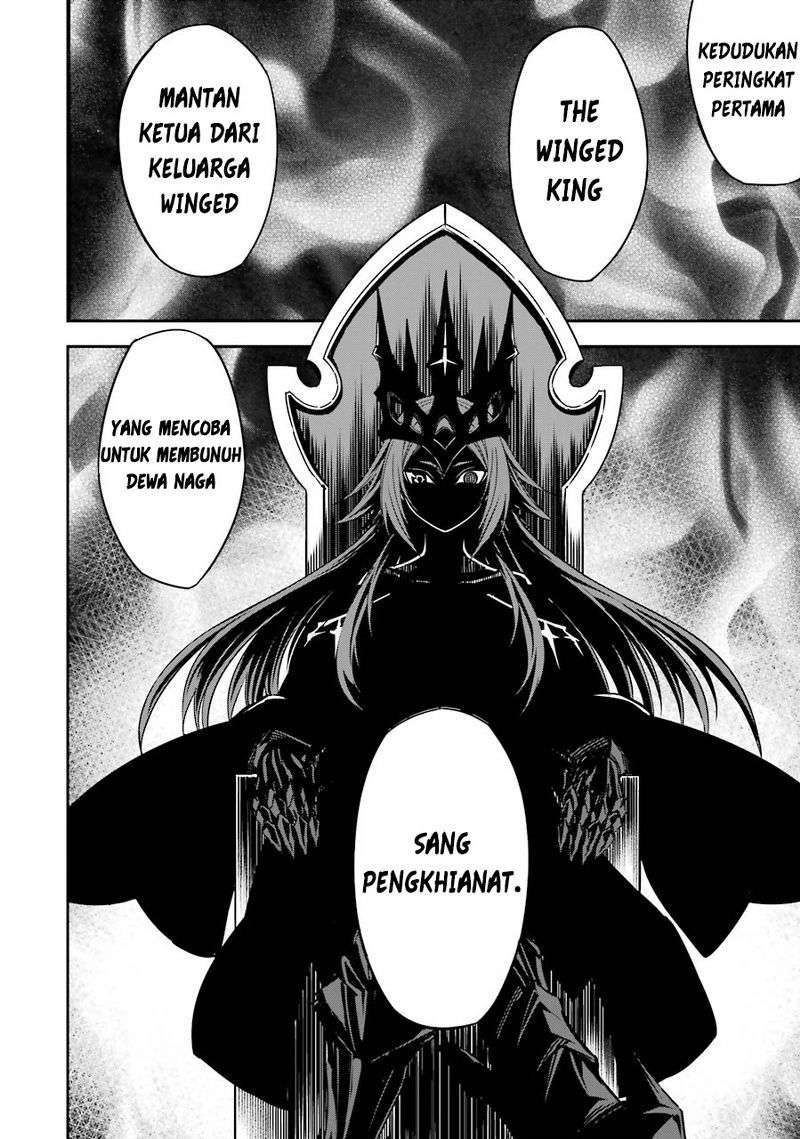 KEDUDUKAN
PERINGKAT
PERTAMA
THE
WINGED
KING
MANTAN
KETUA DARI
KELUARGA
WINGED
YANG MENCOBA
UNTUK MEMBUNUH
DEWA NAGA
SANG
PENGKHIANAT.